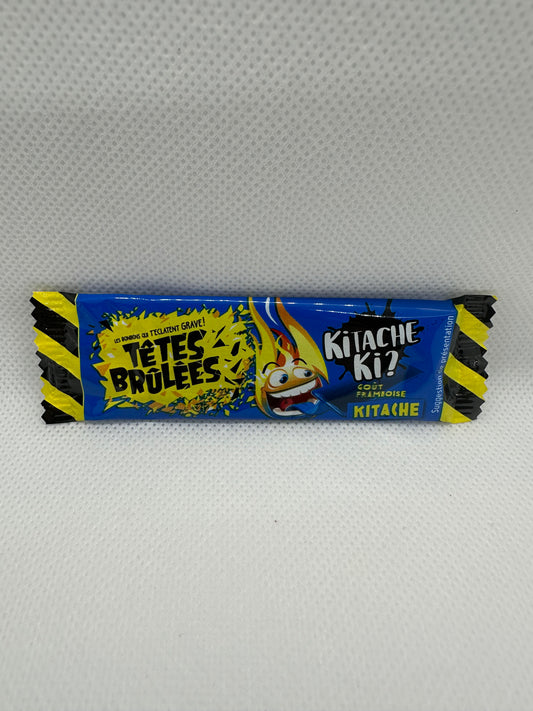 LES BONBONS QUI T'ÉCLATENT GRAVE!
TÊTES
BRÛLÉES
KITACHE
Ki?
GOÛT
FRAMBOISE
KITACHE
Suggestion de présentation